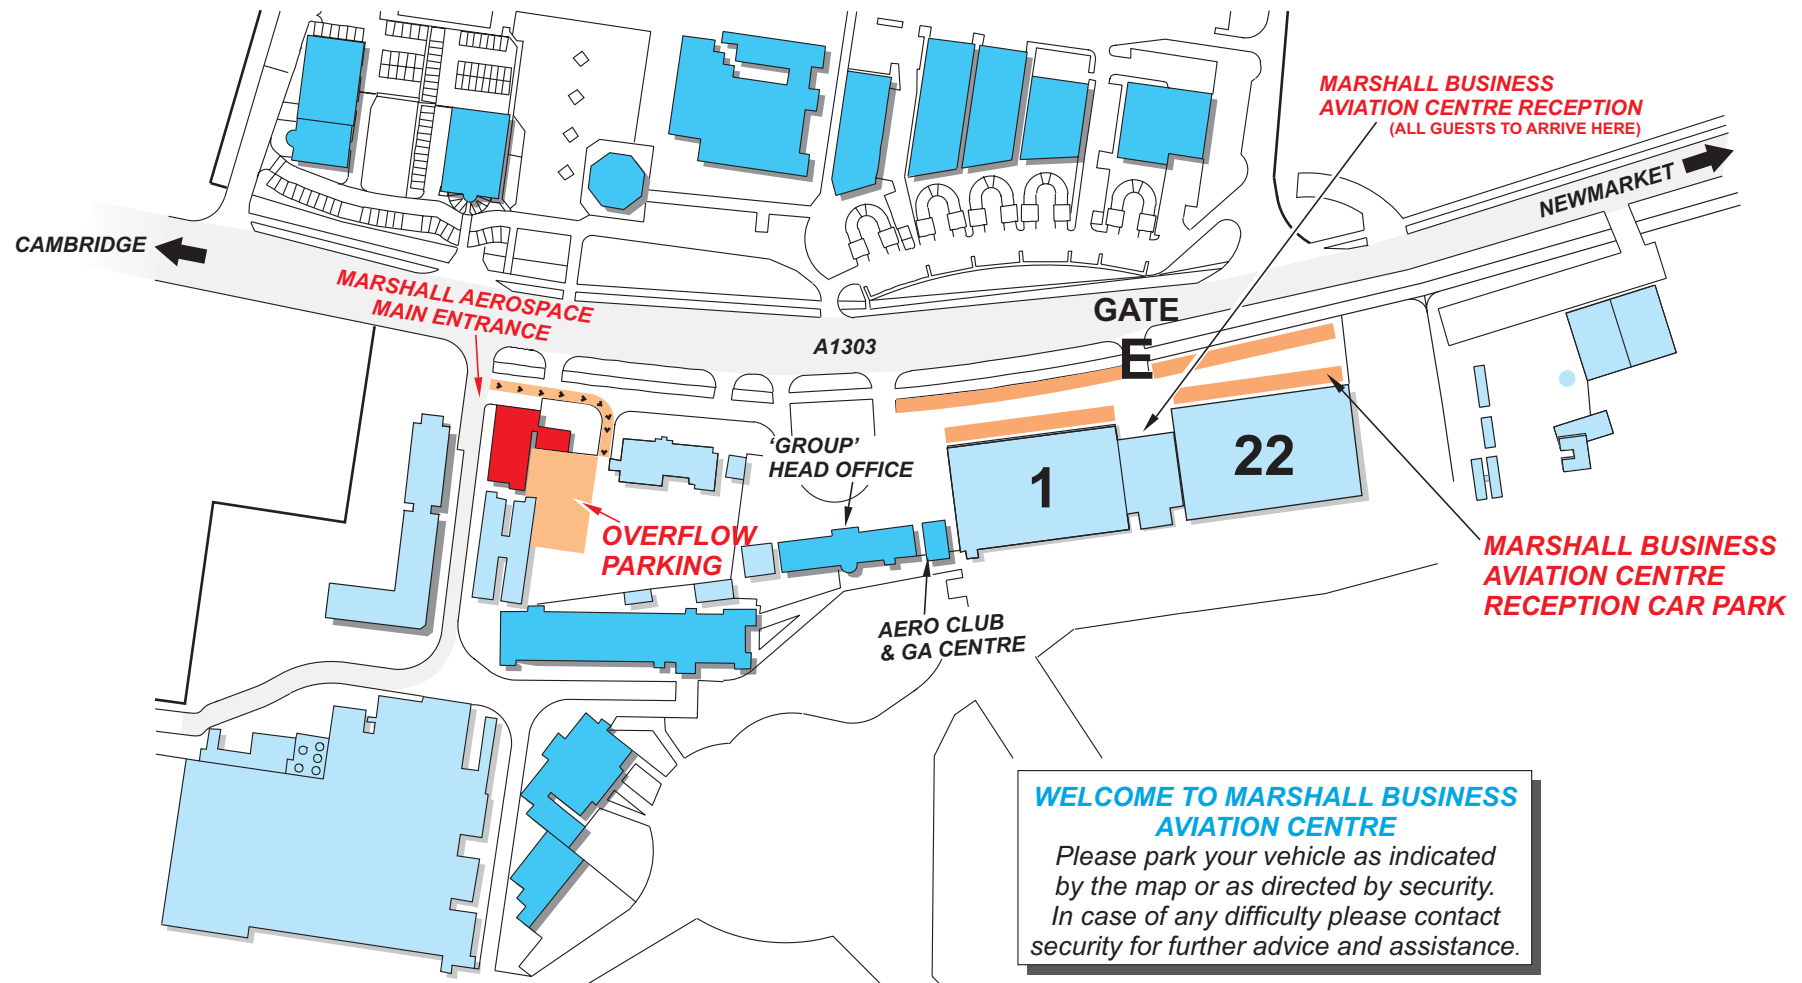 MARSHALL BUSINESS
AVIATION CENTRE RECEPTION
(ALL GUESTS TO ARRIVE HERE)
NEWMARKET
CAMBRIDGE
MARSHALL AEROSPACE
MAIN ENTRANCE
GATE
E
A1303
'GROUP'
HEAD OFFICE
1
22
OVERFLOW
PARKING
MARSHALL BUSINESS
AVIATION CENTRE
RECEPTION CAR PARK
AERO CLUB
& GA CENTRE
WELCOME TO MARSHALL BUSINESS
AVIATION CENTRE
Please park your vehicle as indicated
by the map or as directed by security.
In case of any difficulty please contact
security for further advice and assistance.